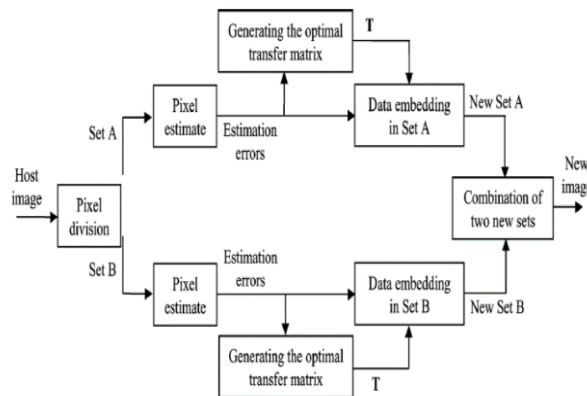 Generating the optimal
transfer matrix
T
Set A
Pixel
estimate
Estimation
errors
Data embedding
in Set A
New Set A
Host
image
Pixel
division
Combination of
two new sets
New
image
Set B
Pixel
estimate
Estimation
errors
Data embedding
in Set B
New Set B
Generating the optimal
transfer matrix
T